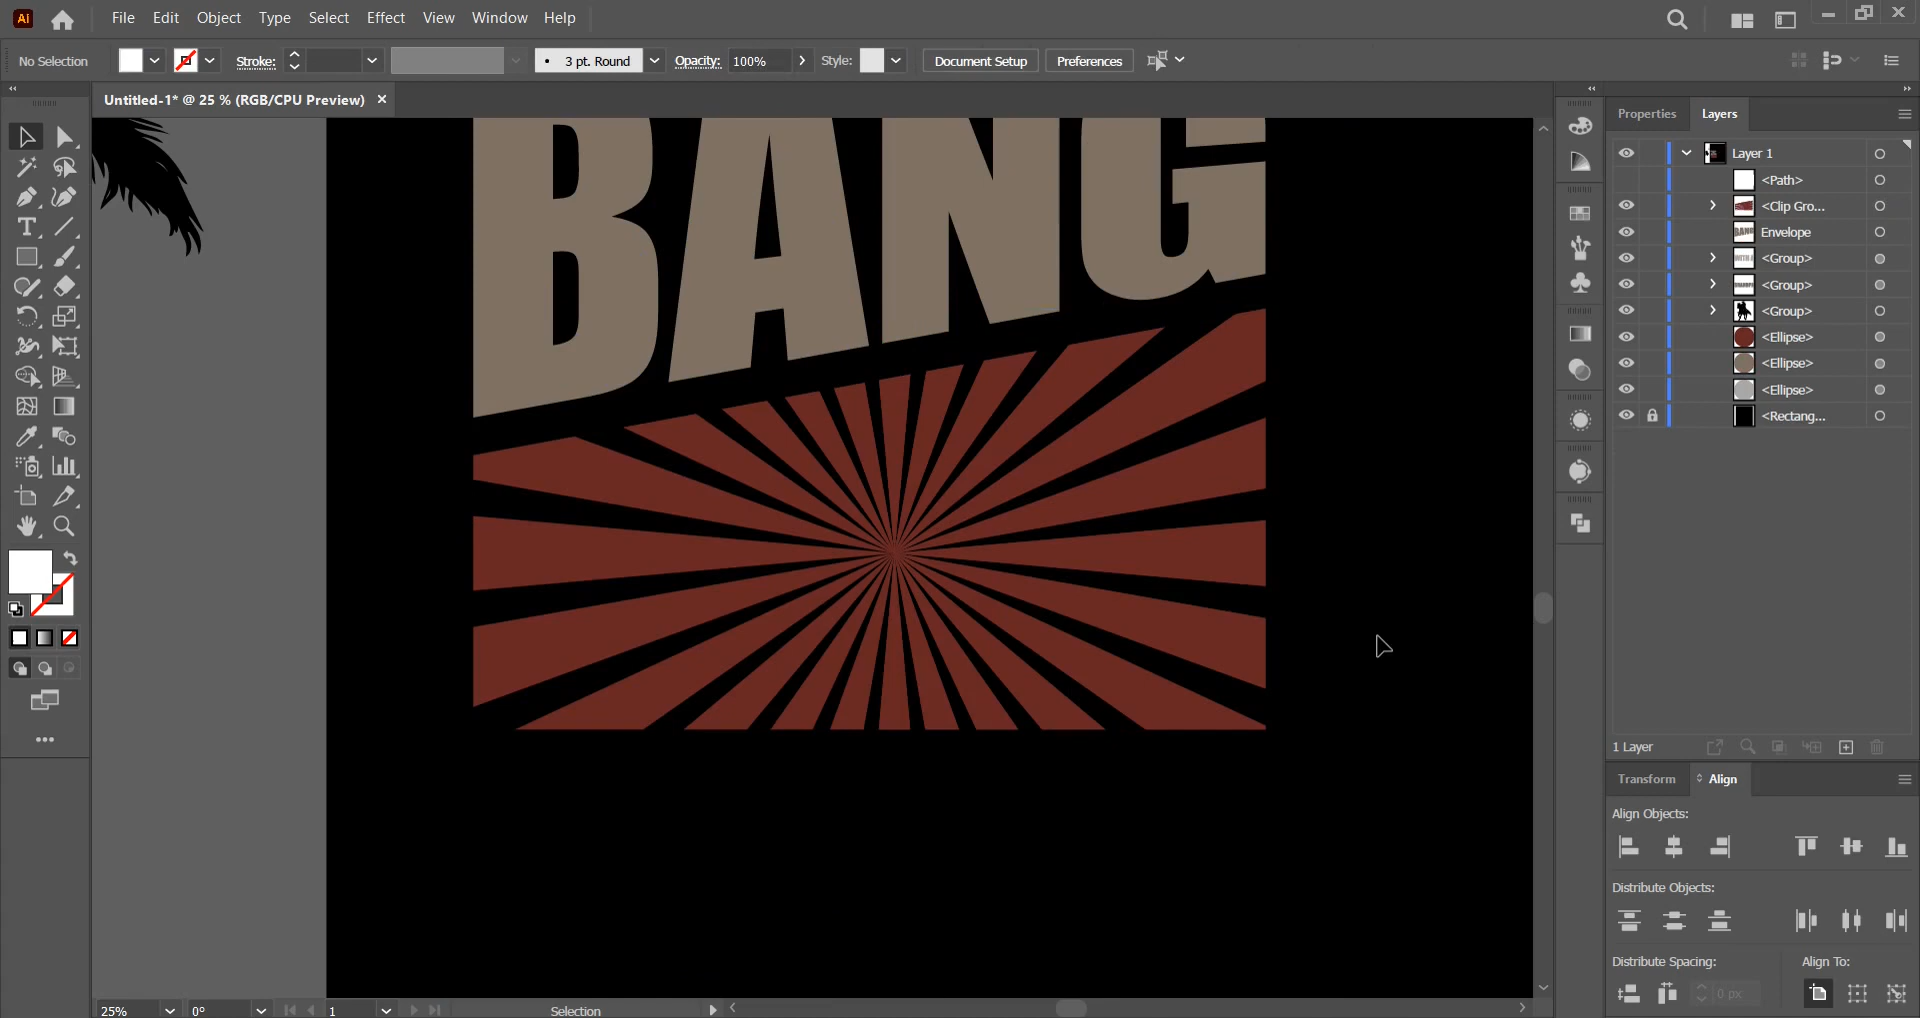 Ai File Edit Object Type Select Effect View Window Help
No Selection Stroke: 3 pt. Round Opacity: 100% Style: Document Setup Preferences
Untitled-1* @ 25 % (RGB/CPU Preview)
Properties Layers
Layer 1
<Path>
<Clip Gro...
Envelope
<Group>
<Group>
<Group>
<Ellipse>
<Ellipse>
<Ellipse>
<Rectang...
BANG
1 Layer
Transform Align
Align Objects:
Distribute Objects:
Distribute Spacing: Align To:
0 px
25% 0° 1 Selection